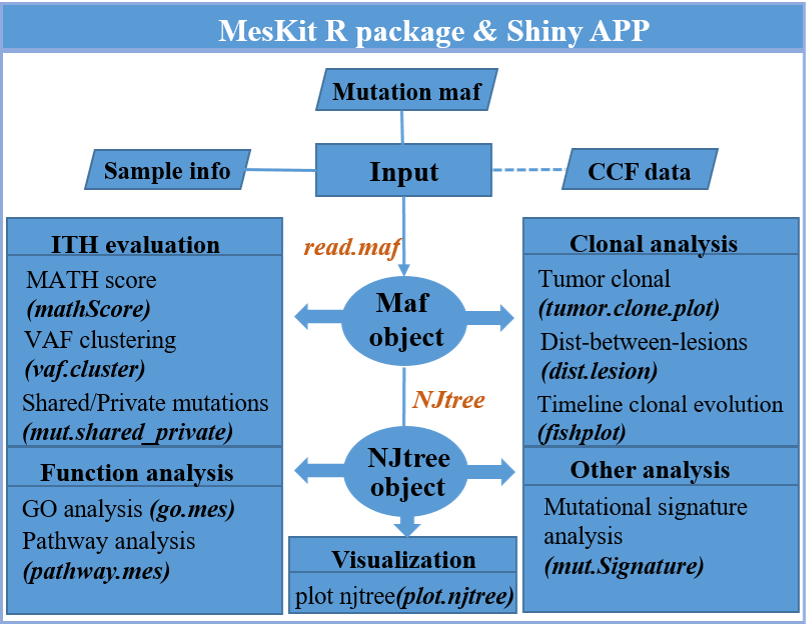 MesKit R package & Shiny APP
Mutation maf
Sample info
Input
CCF data
read.maf
ITH evaluation
MATH score
(mathScore)
VAF clustering
(vaf.cluster)
Shared/Private mutations
(mut.shared_private)
Maf
object
Clonal analysis
Tumor clonal
(tumor.clone.plot)
Dist-between-lesions
(dist.lesion)
Timeline clonal evolution
(fishplot)
NJtree
Function analysis
GO analysis (go.mes)
Pathway analysis
(pathway.mes)
NJtree
object
Other analysis
Mutational signature
analysis
(mut.Signature)
Visualization
plot njtree(plot.njtree)